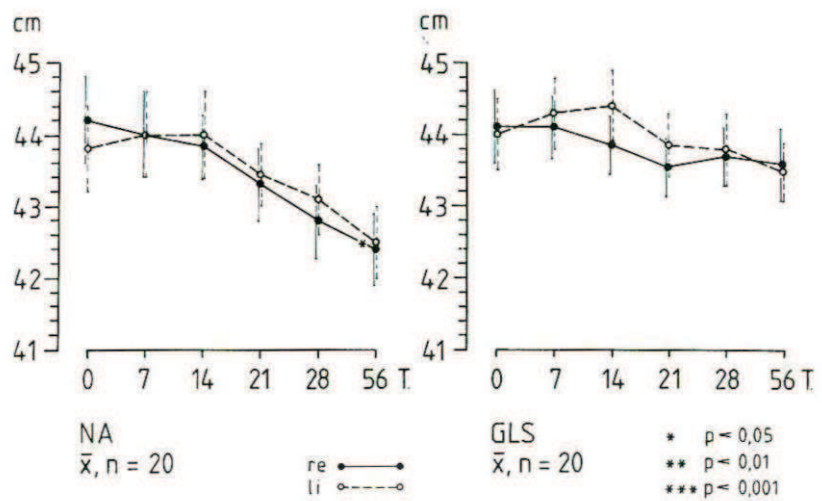 cm
45
44
43
42
41
0 7 14 21 28 56 T.
NA
x̄, n = 20
re
li
*
cm
45
44
43
42
41
0 7 14 21 28 56 T.
GLS
x̄, n = 20
* p < 0,05
** p < 0,01
*** p < 0,001